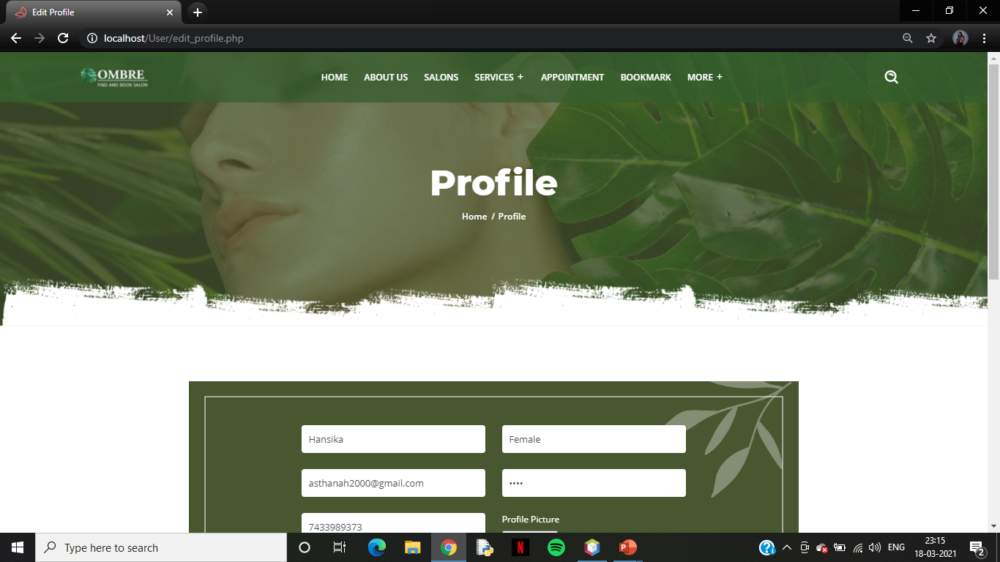 Edit Profile
localhost/User/edit_profile.php
OMBRE
FIND AND BOOK SALON
HOME ABOUT US SALONS SERVICES + APPOINTMENT BOOKMARK MORE +
Profile
Home / Profile
Hansika Female
asthanah2000@gmail.com ••••
7433989373 Profile Picture
Type here to search
ENG
23:15
18-03-2021
2